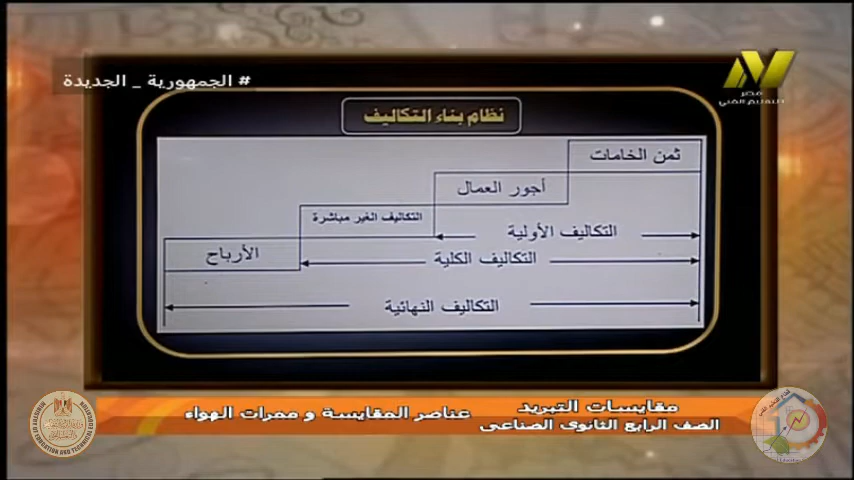 # الجمهورية _ الجديدة
مصر
التعليم الفني
نظام بناء التكاليف
ثمن الخامات
أجور العمال
التكاليف الغير مباشرة
التكاليف الأولية
الأرباح
التكاليف الكلية
التكاليف النهائية
مقايسات التبريد
عناصر المقايسة و ممرات الهواء
الصف الرابع الثانوى الصناعى